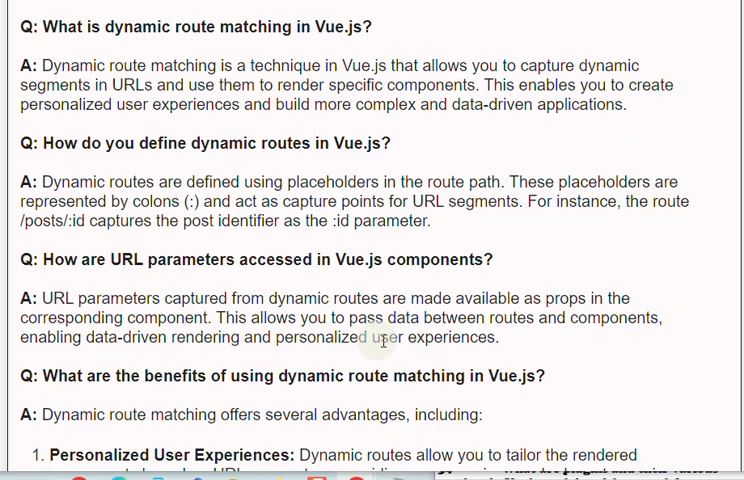 Q: What is dynamic route matching in Vue.js?
A: Dynamic route matching is a technique in Vue.js that allows you to capture dynamic
segments in URLs and use them to render specific components. This enables you to create
personalized user experiences and build more complex and data-driven applications.
Q: How do you define dynamic routes in Vue.js?
A: Dynamic routes are defined using placeholders in the route path. These placeholders are
represented by colons (:) and act as capture points for URL segments. For instance, the route
/posts/:id captures the post identifier as the :id parameter.
Q: How are URL parameters accessed in Vue.js components?
A: URL parameters captured from dynamic routes are made available as props in the
corresponding component. This allows you to pass data between routes and components,
enabling data-driven rendering and personalized user experiences.
Q: What are the benefits of using dynamic route matching in Vue.js?
A: Dynamic route matching offers several advantages, including:
1. Personalized User Experiences: Dynamic routes allow you to tailor the rendered